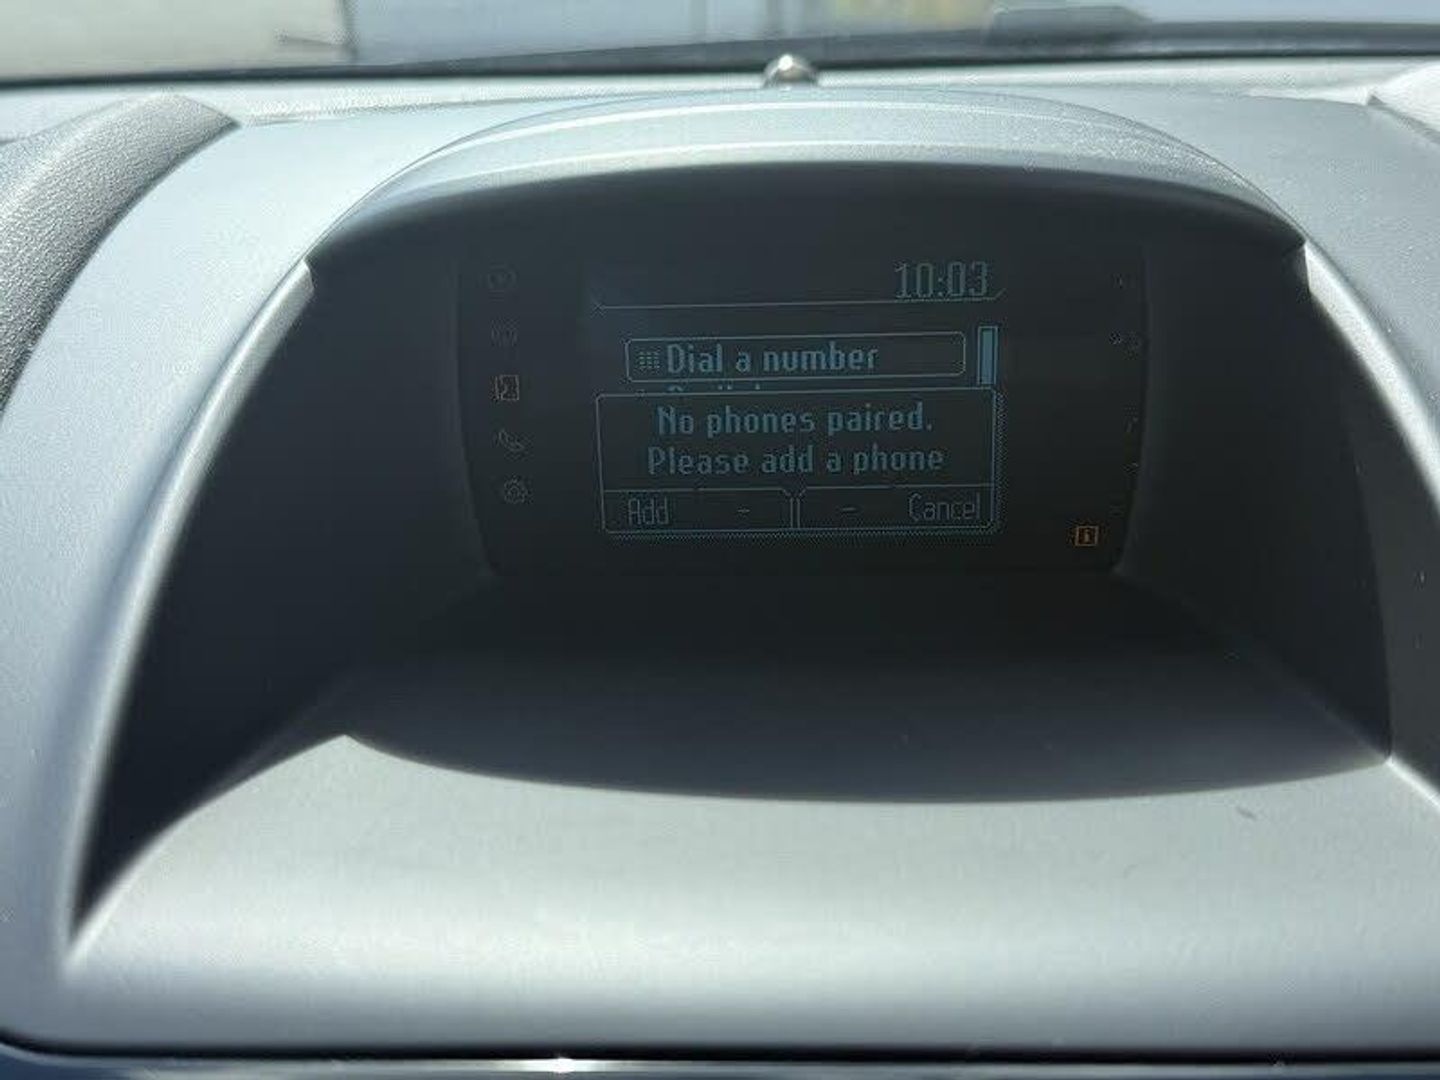 10:03
Dial a number
No phones paired.
Please add a phone
Add
Cancel